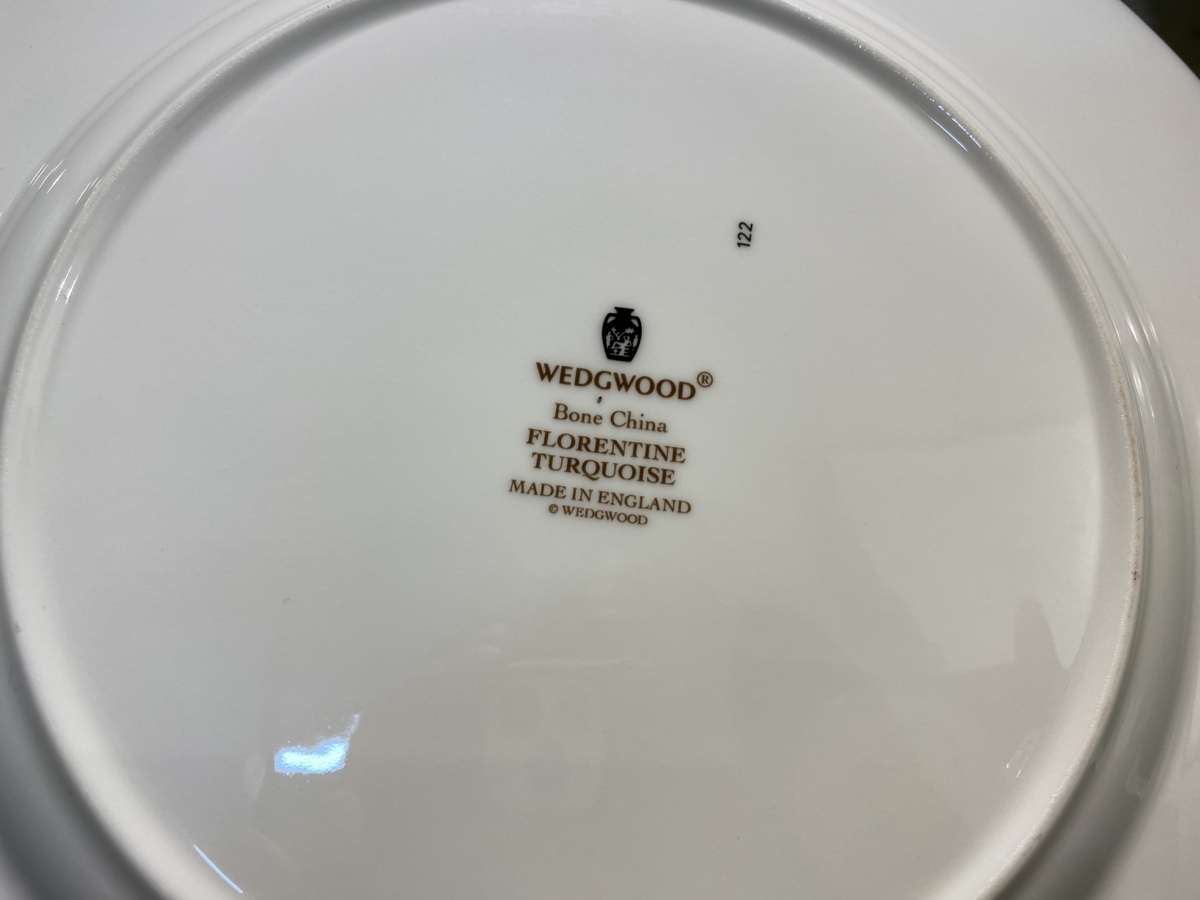 122
WEDGWOOD®
Bone China
FLORENTINE
TURQUOISE
MADE IN ENGLAND
© WEDGWOOD